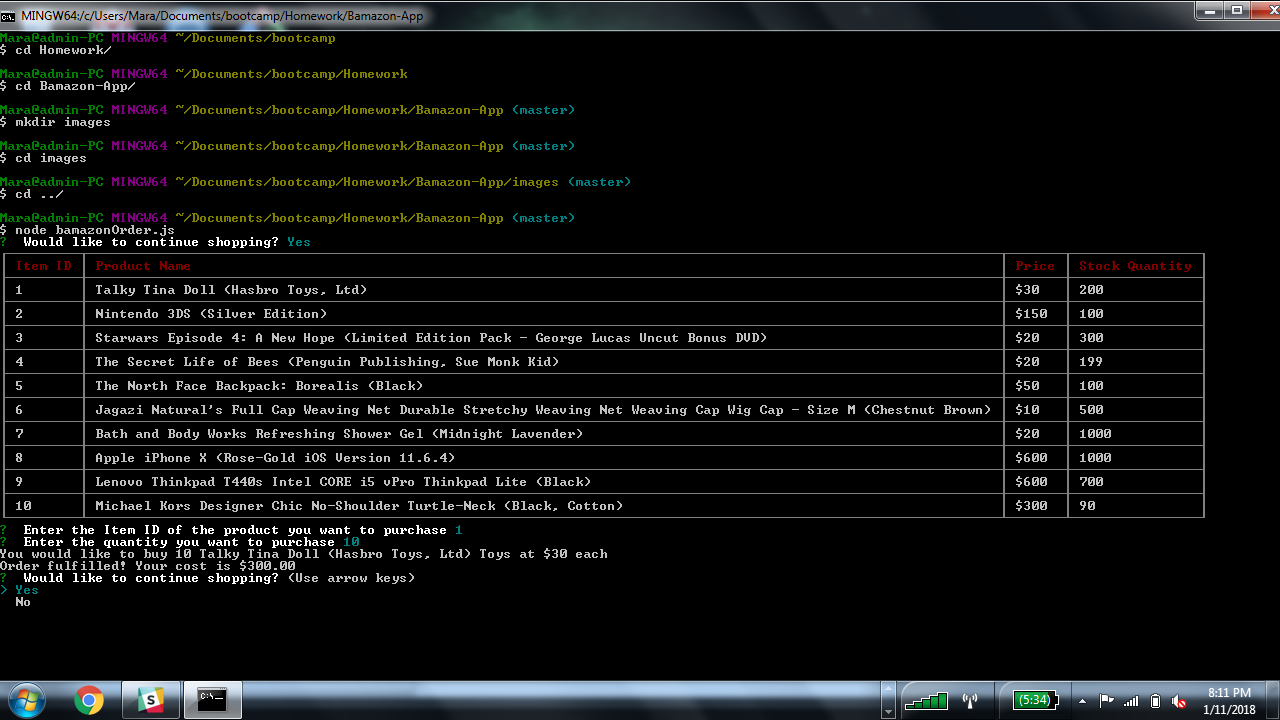 MINGW64:/c/Users/Mara/Documents/bootcamp/Homework/Bamazon-App
Mara@admin-PC MINGW64 ~/Documents/bootcamp
$ cd Homework/
Mara@admin-PC MINGW64 ~/Documents/bootcamp/Homework
$ cd Bamazon-App/
Mara@admin-PC MINGW64 ~/Documents/bootcamp/Homework/Bamazon-App (master)
$ mkdir images
Mara@admin-PC MINGW64 ~/Documents/bootcamp/Homework/Bamazon-App (master)
$ cd images
Mara@admin-PC MINGW64 ~/Documents/bootcamp/Homework/Bamazon-App/images (master)
$ cd ../
Mara@admin-PC MINGW64 ~/Documents/bootcamp/Homework/Bamazon-App (master)
$ node bamazonOrder.js
? Would like to continue shopping? Yes
Item ID Product Name Price Stock Quantity
1 Talky Tina Doll (Hasbro Toys, Ltd) $30 200
2 Nintendo 3DS (Silver Edition) $150 100
3 Starwars Episode 4: A New Hope (Limited Edition Pack - George Lucas Uncut Bonus DVD) $20 300
4 The Secret Life of Bees (Penguin Publishing, Sue Monk Kid) $20 199
5 The North Face Backpack: Borealis (Black) $50 100
6 Jagazi Natural's Full Cap Weaving Net Durable Stretchy Weaving Net Weaving Cap Wig Cap - Size M (Chestnut Brown) $10 500
7 Bath and Body Works Refreshing Shower Gel (Midnight Lavender) $20 1000
8 Apple iPhone X (Rose-Gold iOS Version 11.6.4) $600 1000
9 Lenovo Thinkpad T440s Intel CORE i5 vPro Thinkpad Lite (Black) $600 700
10 Michael Kors Designer Chic No-Shoulder Turtle-Neck (Black, Cotton) $300 90
? Enter the Item ID of the product you want to purchase 1
? Enter the quantity you want to purchase 10
You would like to buy 10 Talky Tina Doll (Hasbro Toys, Ltd) Toys at $30 each
Order fulfilled! Your cost is $300.00
? Would like to continue shopping? (Use arrow keys)
> Yes
No
(5:34)
8:11 PM
1/11/2018